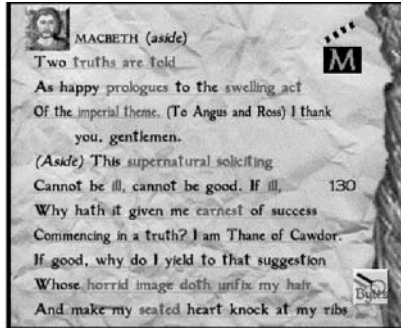 MACBETH (aside)
Two truths are told
As happy prologues to the swelling act
Of the imperial theme. (To Angus and Ross) I thank
you, gentlemen.
(Aside) This supernatural soliciting
Cannot be ill, cannot be good. If ill, 130
Why hath it given me earnest of success
Commencing in a truth? I am Thane of Cawdor.
If good, why do I yield to that suggestion
Whose horrid image doth unfix my hair
And make my seated heart knock at my ribs
M
Bytes